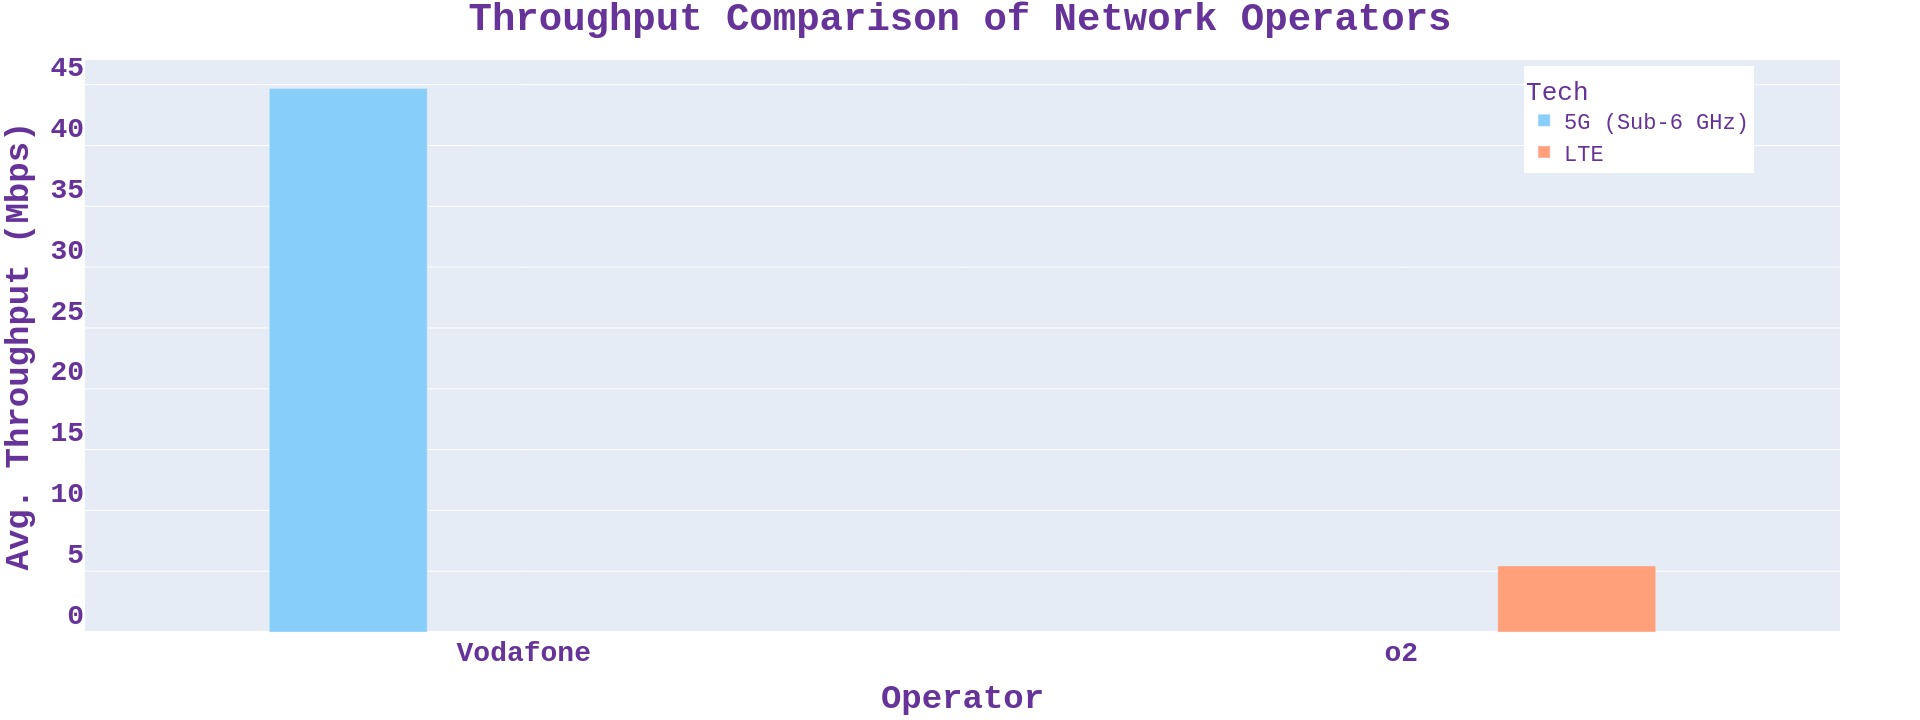 Throughput Comparison of Network Operators
Avg. Throughput (Mbps)
45
40
35
30
25
20
15
10
5
0
Tech
5G (Sub-6 GHz)
LTE
Vodafone
o2
Operator